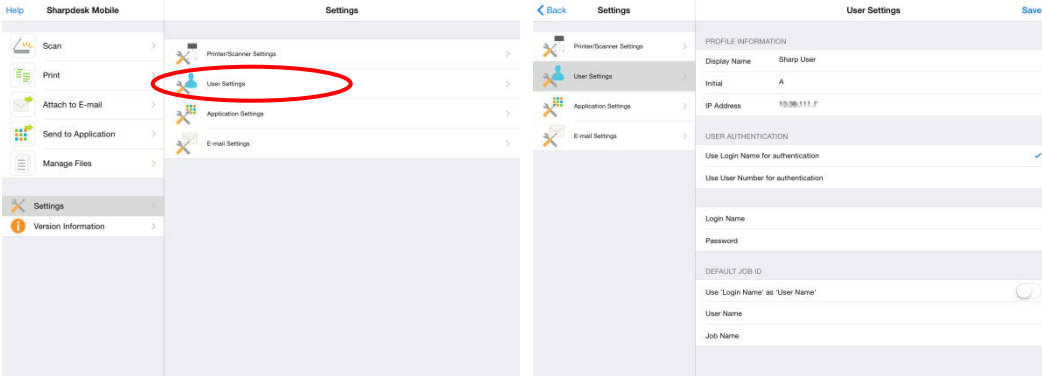 Help Sharpdesk Mobile
Scan
Print
Attach to E-mail
Send to Application
Manage Files
Settings
Version Information
Settings
Printer/Scanner Settings
User Settings
Application Settings
E-mail Settings
Back Settings
Printer/Scanner Settings
User Settings
Application Settings
E-mail Settings
User Settings Save
PROFILE INFORMATION
Display Name Sharp User
Initial A
IP Address
USER AUTHENTICATION
Use Login Name for authentication
Use User Number for authentication
Login Name
Password
DEFAULT JOB ID
Use 'Login Name' as 'User Name'
User Name
Job Name